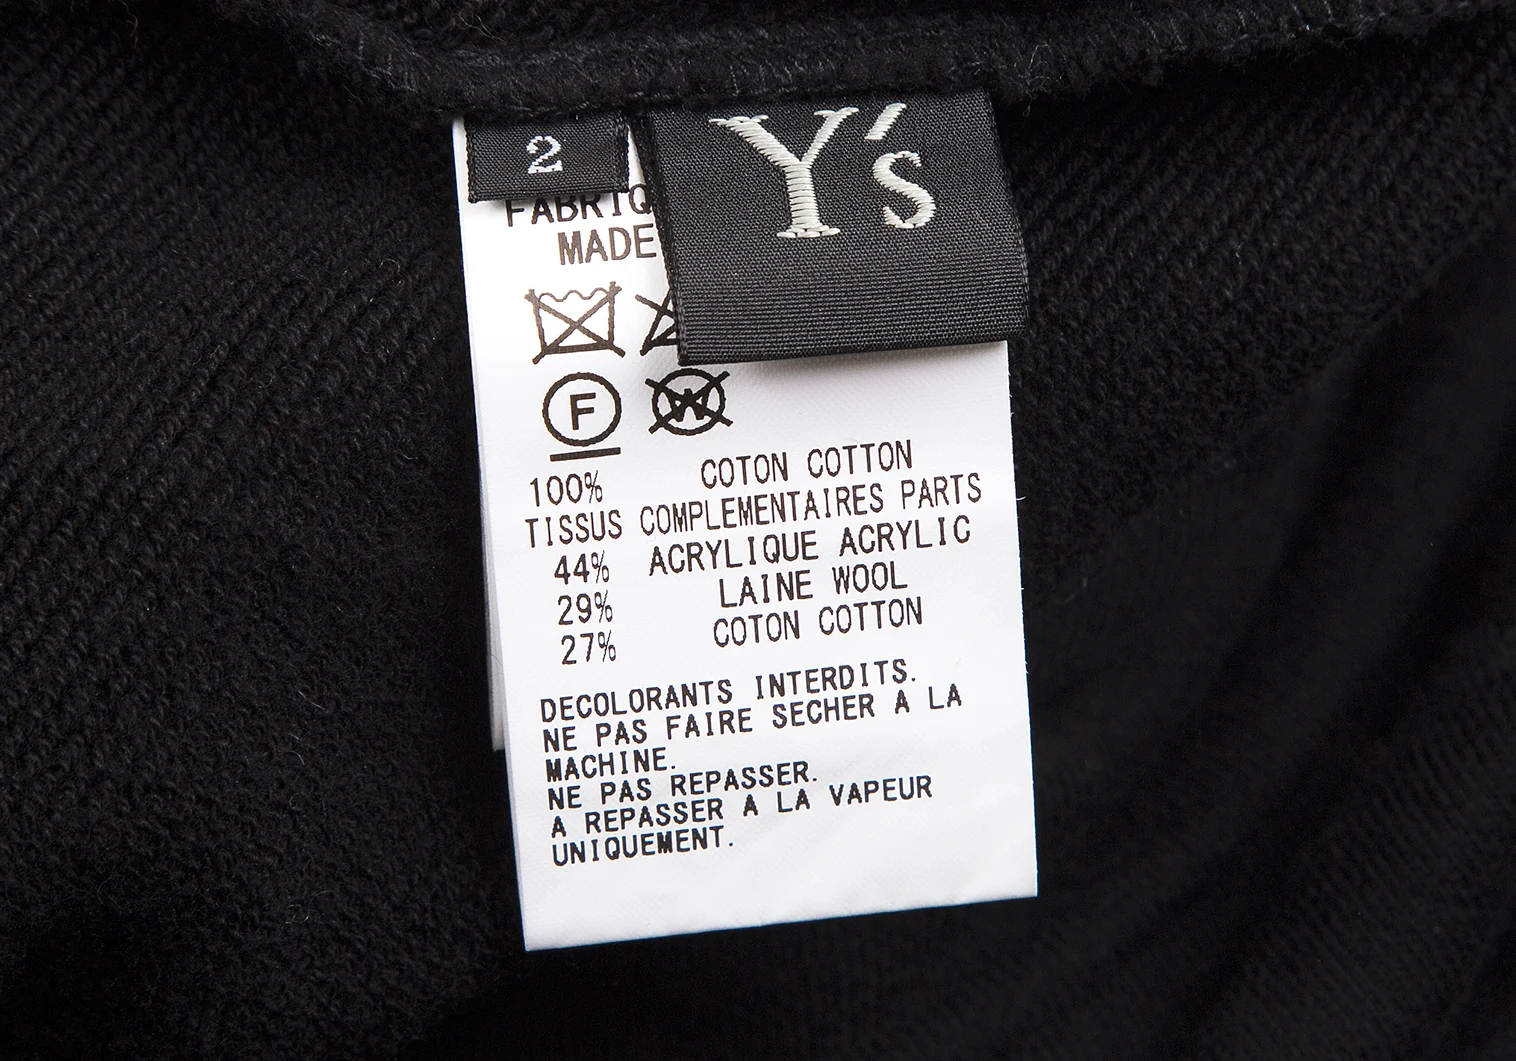 2
Y's
MADE
F
W
100% COTON COTTON
TISSUS COMPLEMENTAIRES PARTS
44% ACRYLIQUE ACRYLIC
29% LAINE WOOL
27% COTON COTTON
DECOLORANTS INTERDITS.
NE PAS FAIRE SECHER A LA
MACHINE.
NE PAS REPASSER.
A REPASSER A LA VAPEUR
UNIQUEMENT.